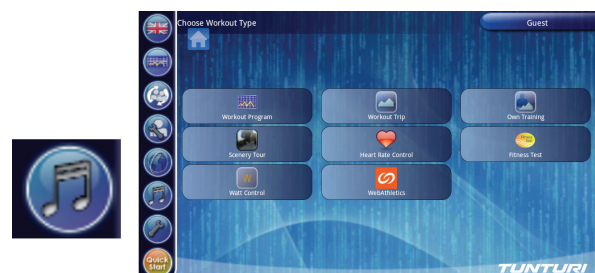 Choose Workout Type
Guest
Workout Program
Workout Trip
Own Training
Scenery Tour
Heart Rate Control
Fitness Test
W
Watt Control
WebAthletics
Quick
Start
TUNTURI